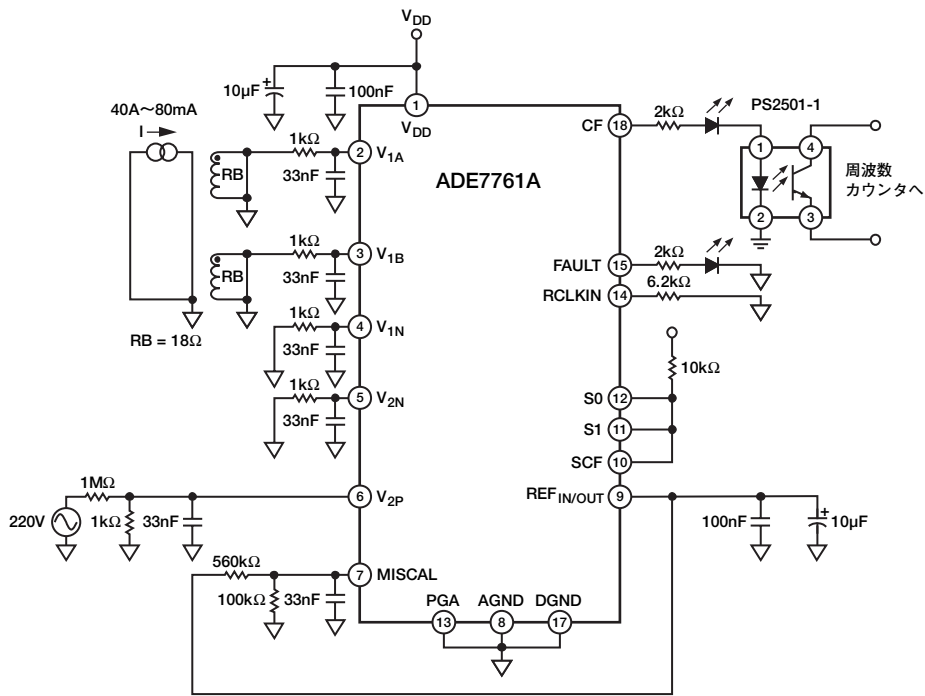 VDD
10µF
+
100nF
1
VDD
40A~80mA
I
1kΩ
2
V1A
RB
33nF
ADE7761A
CF
18
2kΩ
PS2501-1
1
4
2
3
周波数
カウンタへ
1kΩ
3
V1B
RB
33nF
RB = 18Ω
FAULT
15
2kΩ
RCLKIN
14
6.2kΩ
1kΩ
4
V1N
33nF
1kΩ
5
V2N
33nF
10kΩ
S0
12
S1
11
SCF
10
1MΩ
220V
1kΩ
33nF
6
V2P
REFIN/OUT
9
100nF
+
10µF
560kΩ
100kΩ
33nF
7
MISCAL
PGA
AGND
DGND
13
8
17